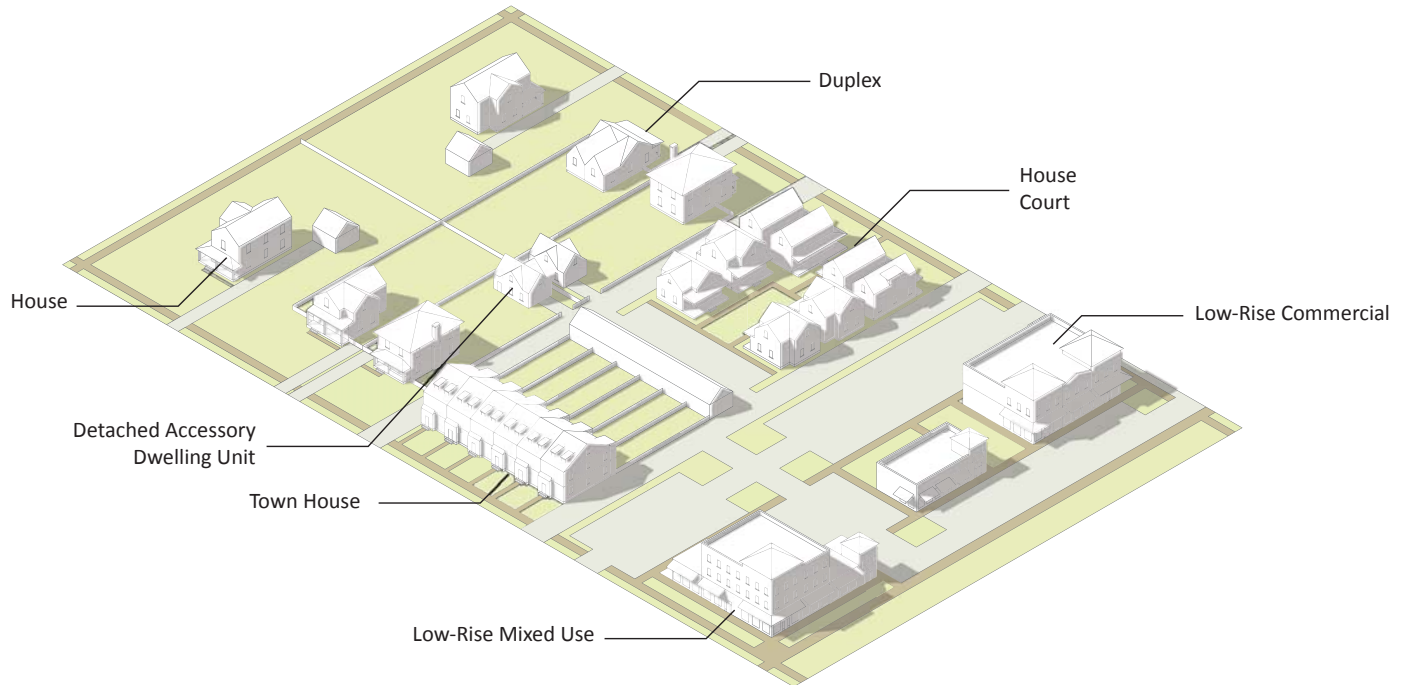 Duplex
House
Court
House
Low-Rise Commercial
Detached Accessory
Dwelling Unit
Town House
Low-Rise Mixed Use